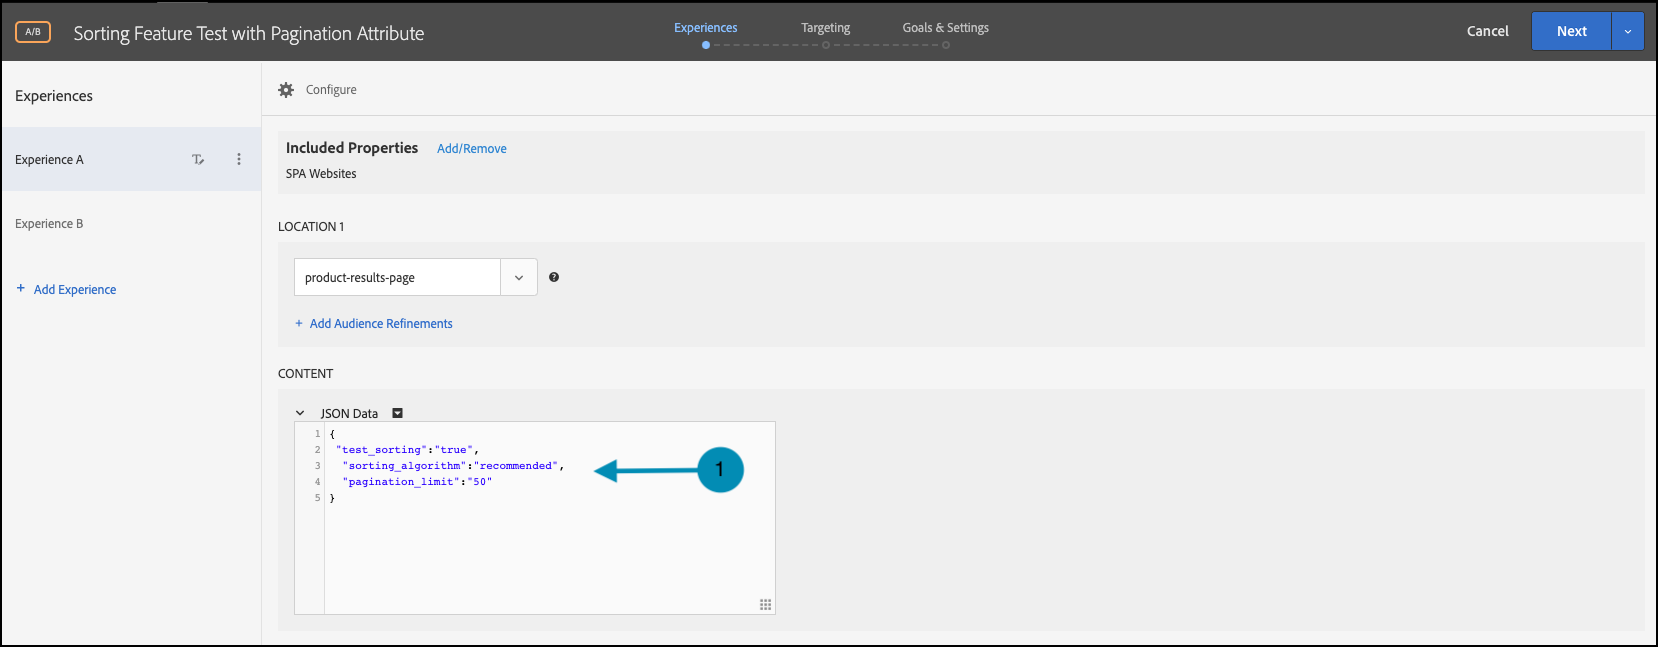 A/B Sorting Feature Test with Pagination Attribute
Experiences Targeting Goals & Settings
Cancel Next
Experiences
Experience A
Experience B
+ Add Experience
Configure
Included Properties Add/Remove
SPA Websites
LOCATION 1
product-results-page ?
+ Add Audience Refinements
CONTENT
JSON Data
1 {
2 "test_sorting":"true",
3 "sorting_algorithm":"recommended",
4 "pagination_limit":"50"
5 }
1